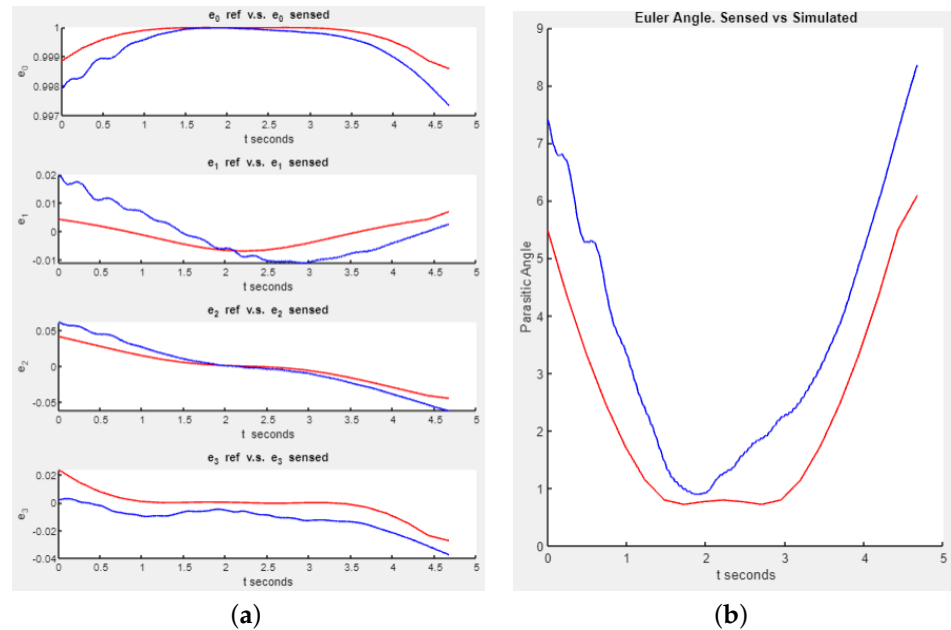 e0 ref v.s. e0 sensed
1
0.999
0.998
0.997
e0
0 0.5 1 1.5 2 2.5 3 3.5 4 4.5 5
t seconds
e1 ref v.s. e1 sensed
0.02
0.01
0
-0.01
e1
0 0.5 1 1.5 2 2.5 3 3.5 4 4.5 5
t seconds
e2 ref v.s. e2 sensed
0.05
0
-0.05
e2
0 0.5 1 1.5 2 2.5 3 3.5 4 4.5 5
t seconds
e3 ref v.s. e3 sensed
0.02
0
-0.02
-0.04
e3
0 0.5 1 1.5 2 2.5 3 3.5 4 4.5 5
t seconds
(a)
Euler Angle. Sensed vs Simulated
9
8
7
6
5
4
3
2
1
0
Parasitic Angle
0 1 2 3 4 5
t seconds
(b)